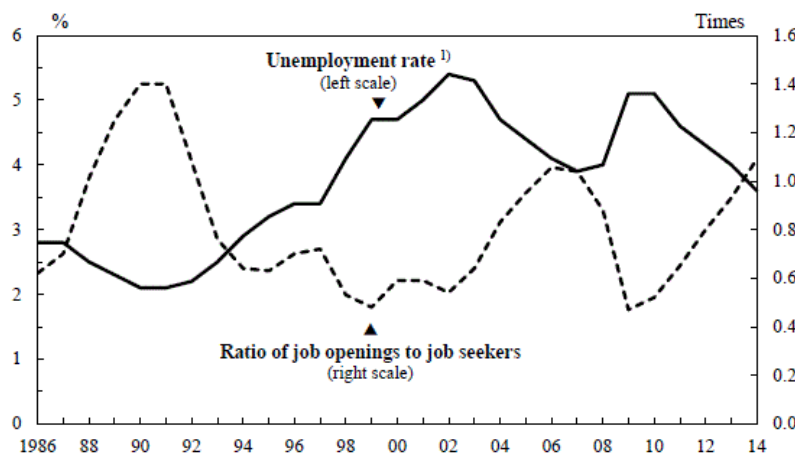 % Times
6 1.6
Unemployment rate 1)
(left scale)
5 1.4
1.2
4 1.0
3 0.8
0.6
2
0.4
Ratio of job openings to job seekers
(right scale)
1 0.2
0 0.0
1986 88 90 92 94 96 98 00 02 04 06 08 10 12 14